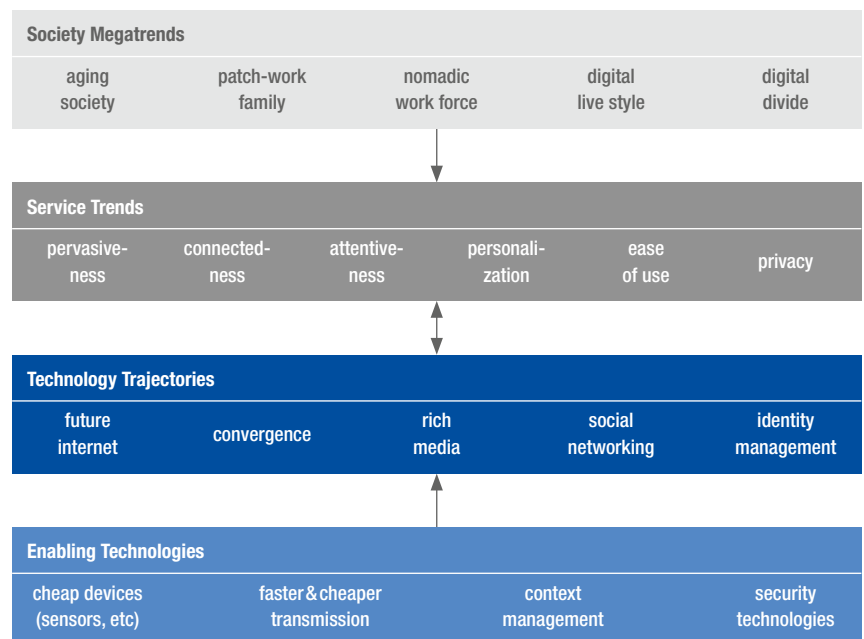 Society Megatrends
aging patch-work nomadic digital digital
society family work force live style divide
Service Trends
pervasive- connected- attentive- personali- ease privacy
ness ness ness zation of use
Technology Trajectories
future convergence rich social identity
internet media networking management
Enabling Technologies
cheap devices faster & cheaper context security
(sensors, etc) transmission management technologies